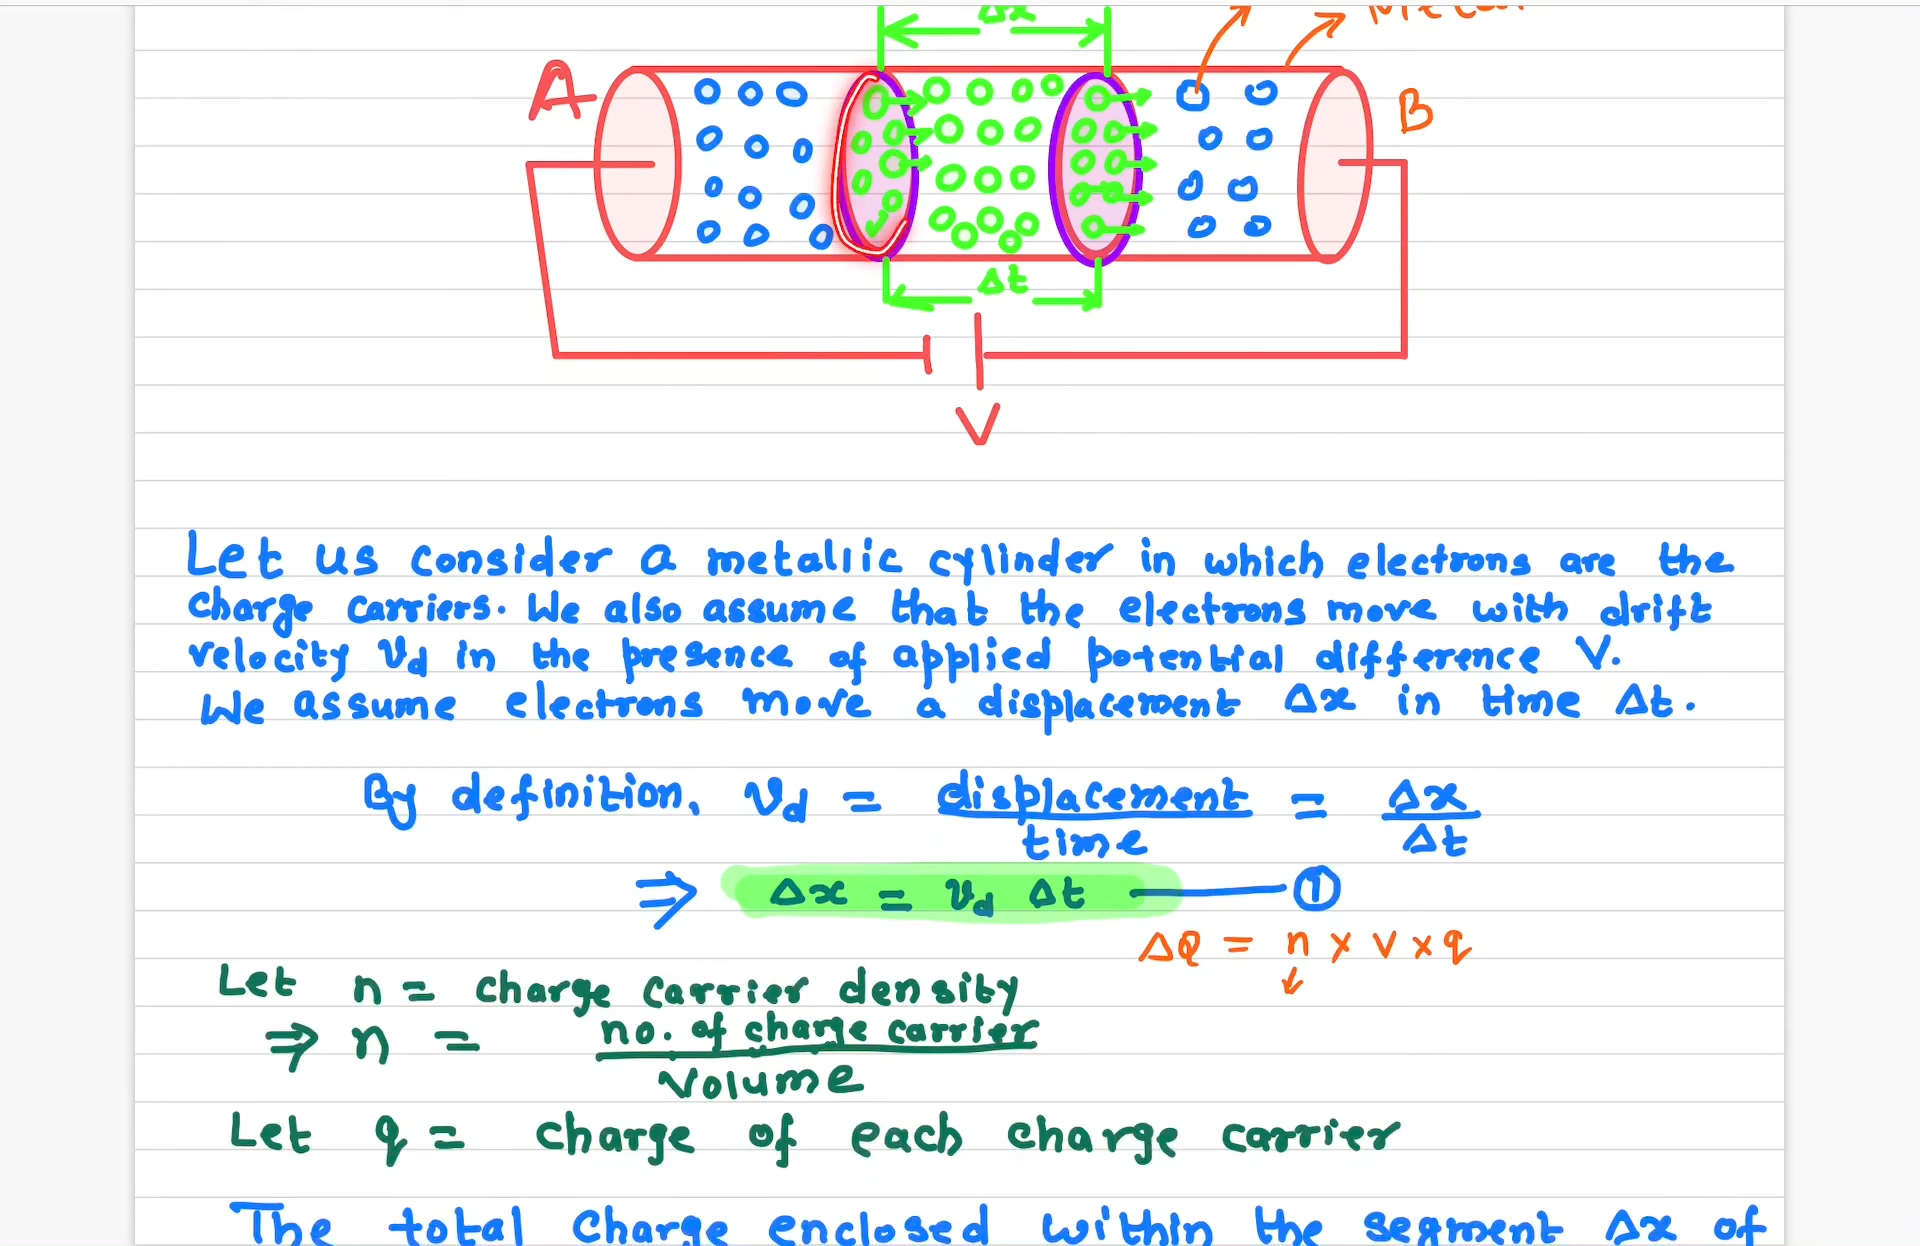 Δx
Metal
A
B
Δt
V
Let us consider a metallic cylinder in which electrons are the
charge carriers. We also assume that the electrons move with drift
velocity Vd in the presence of applied potential difference V.
We assume electrons move a displacement Δx in time Δt.
By definition, Vd = displacement/time = Δx/Δt
⇒ Δx = Vd Δt ——— ①
ΔQ = n x V x q
Let n = charge carrier density
⇒ n = no. of charge carrier/Volume
Let q = charge of each charge carrier
The total charge enclosed within the segment Δx of